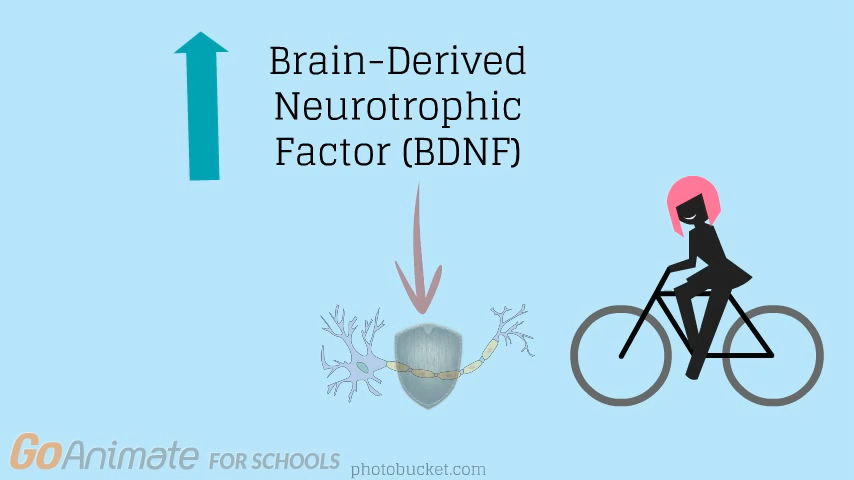 Brain-Derived
Neurotrophic
Factor (BDNF)
GoAnimate FOR SCHOOLS
photobucket.com